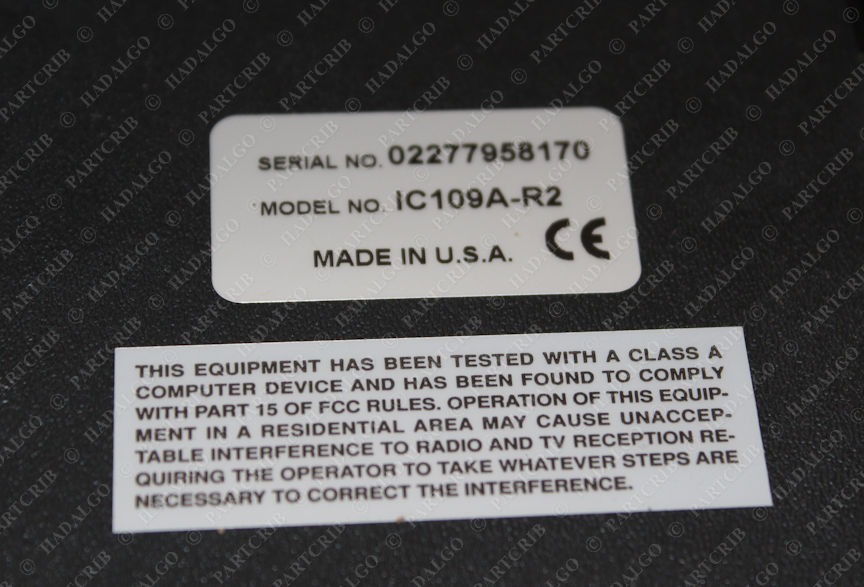 SERIAL NO. 02277958170
MODEL NO. IC109A-R2
MADE IN U.S.A. CE
THIS EQUIPMENT HAS BEEN TESTED WITH A CLASS A
COMPUTER DEVICE AND HAS BEEN FOUND TO COMPLY
WITH PART 15 OF FCC RULES. OPERATION OF THIS EQUIP-
MENT IN A RESIDENTIAL AREA MAY CAUSE UNACCEP-
TABLE INTERFERENCE TO RADIO AND TV RECEPTION RE-
QUIRING THE OPERATOR TO TAKE WHATEVER STEPS ARE
NECESSARY TO CORRECT THE INTERFERENCE.
© HADALGO PARTCRIB